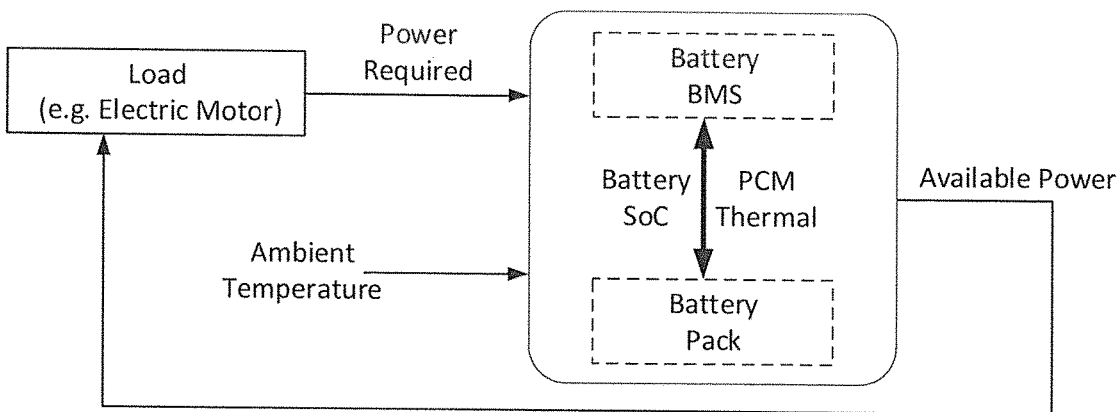 Power
Required
Load
(e.g. Electric Motor)
Battery
BMS
Battery
SoC
PCM
Thermal
Available Power
Ambient
Temperature
Battery
Pack